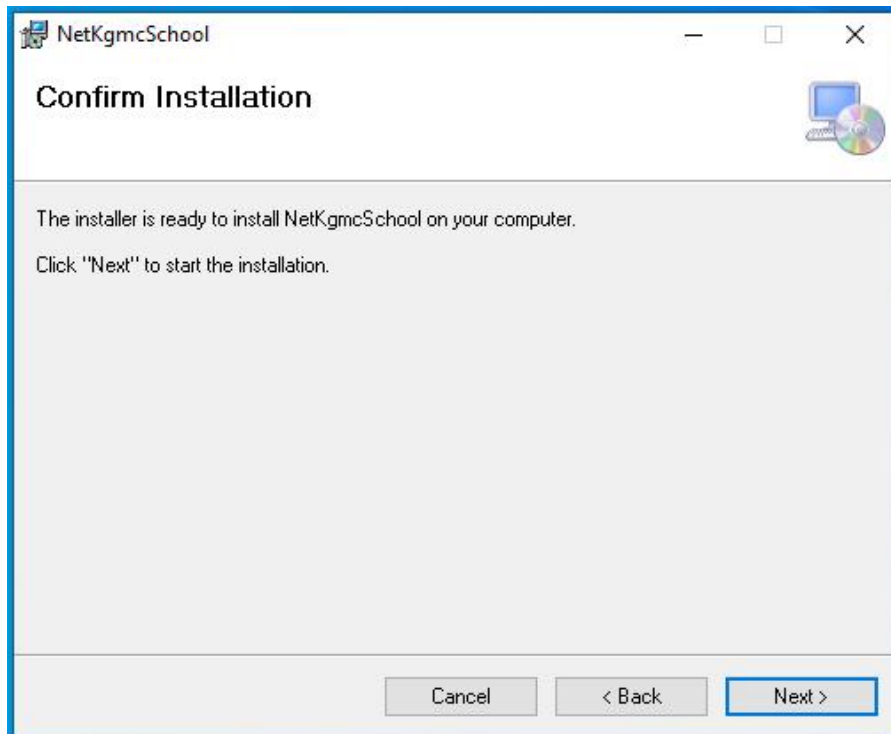 NetKgmcSchool
Confirm Installation
The installer is ready to install NetKgmcSchool on your computer.
Click "Next" to start the installation.
Cancel
< Back
Next >